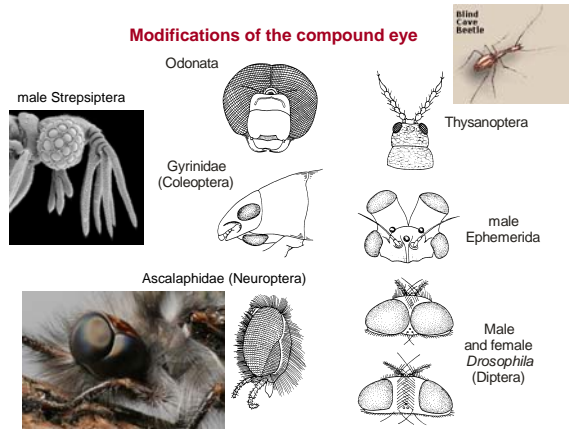 Modifications of the compound eye
Blind
Cave
Beetle
Odonata
male Strepsiptera
Thysanoptera
Gyrinidae
(Coleoptera)
male
Ephemerida
Ascalaphidae (Neuroptera)
Male
and female
Drosophila
(Diptera)